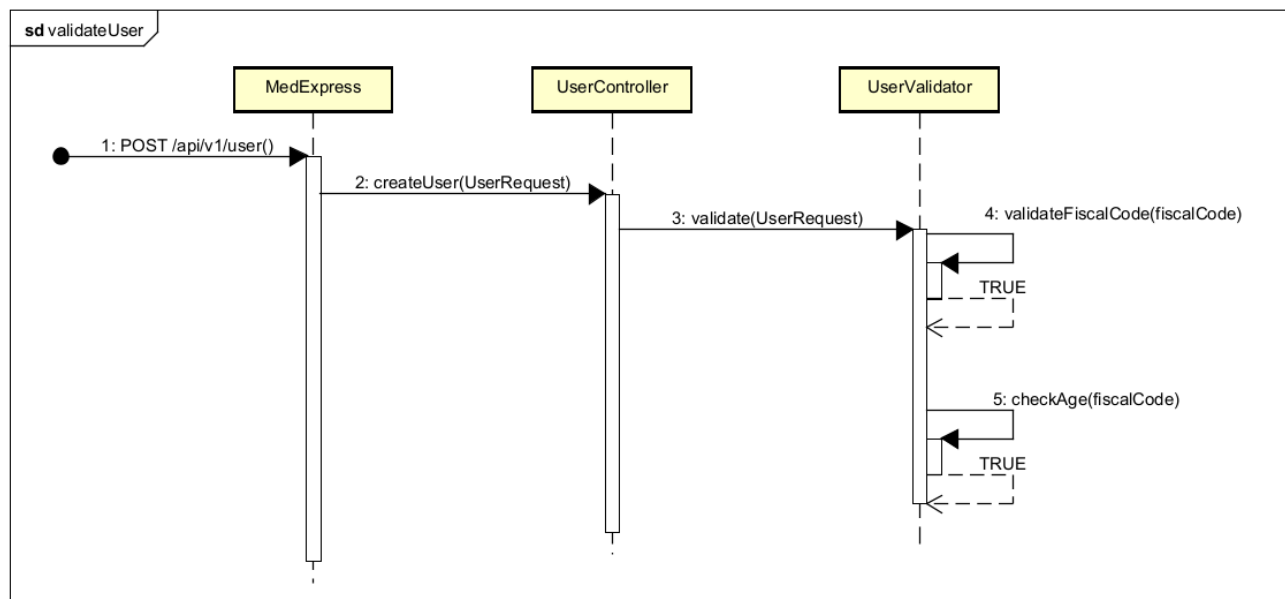 sd validateUser
MedExpress
UserController
UserValidator
1: POST /api/v1/user()
2: createUser(UserRequest)
3: validate(UserRequest)
4: validateFiscalCode(fiscalCode)
TRUE
5: checkAge(fiscalCode)
TRUE